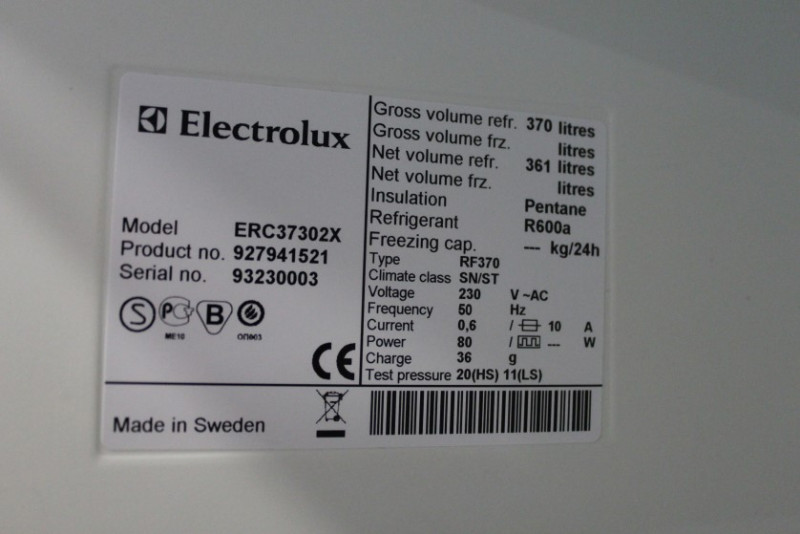 Electrolux
Model ERC37302X
Product no. 927941521
Serial no. 93230003
S PC B
ME10
CE
Made in Sweden
Gross volume refr. 370 litres
Gross volume frz. litres
Net volume refr. 361 litres
Net volume frz. litres
Insulation Pentane
Refrigerant R600a
Freezing cap. --- kg/24h
Type RF370
Climate class SN/ST
Voltage 230 V ~AC
Frequency 50 Hz
Current 0,6 / 10 A
Power 80 / --- W
Charge 36 g
Test pressure 20(HS) 11(LS)